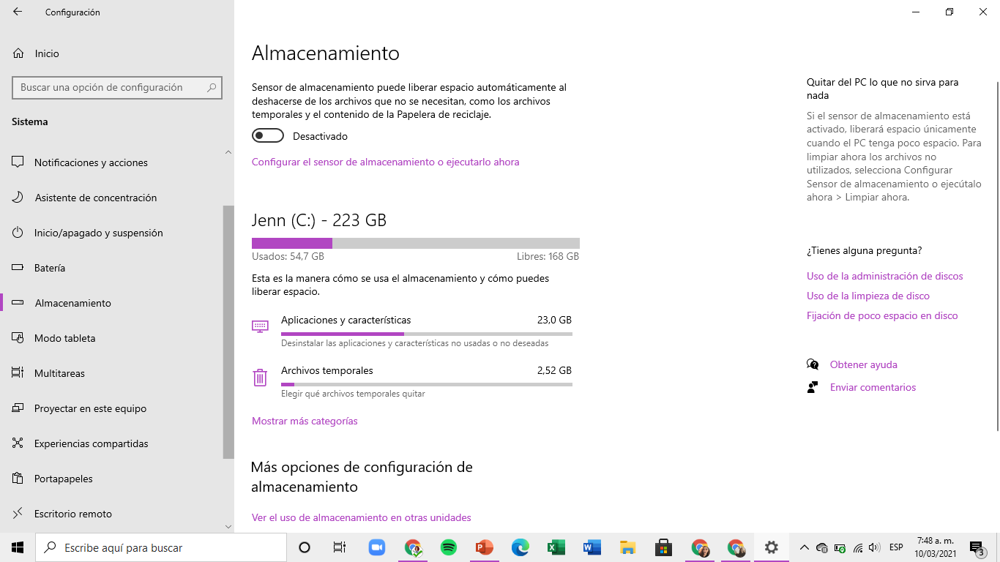 Configuración
Inicio
Buscar una opción de configuración
Sistema
Notificaciones y acciones
Asistente de concentración
Inicio/apagado y suspensión
Batería
Almacenamiento
Modo tableta
Multitareas
Proyectar en este equipo
Experiencias compartidas
Portapapeles
Escritorio remoto
Almacenamiento
Sensor de almacenamiento puede liberar espacio automáticamente al
deshacerse de los archivos que no se necesitan, como los archivos
temporales y el contenido de la Papelera de reciclaje.
Desactivado
Configurar el sensor de almacenamiento o ejecutarlo ahora
Jenn (C:) - 223 GB
Usados: 54,7 GB
Libres: 168 GB
Esta es la manera cómo se usa el almacenamiento y cómo puedes
liberar espacio.
Aplicaciones y características
23,0 GB
Desinstalar las aplicaciones y características no usadas o no deseadas
Archivos temporales
2,52 GB
Elegir qué archivos temporales quitar
Mostrar más categorías
Más opciones de configuración de
almacenamiento
Ver el uso de almacenamiento en otras unidades
Quitar del PC lo que no sirva para
nada
Si el sensor de almacenamiento está
activado, liberará espacio únicamente
cuando el PC tenga poco espacio. Para
limpiar ahora los archivos no
utilizados, selecciona Configurar
Sensor de almacenamiento o ejecútalo
ahora > Limpiar ahora.
¿Tienes alguna pregunta?
Uso de la administración de discos
Uso de la limpieza de disco
Fijación de poco espacio en disco
Obtener ayuda
Enviar comentarios
Escribe aquí para buscar
ESP
7:48 a. m.
10/03/2021
3